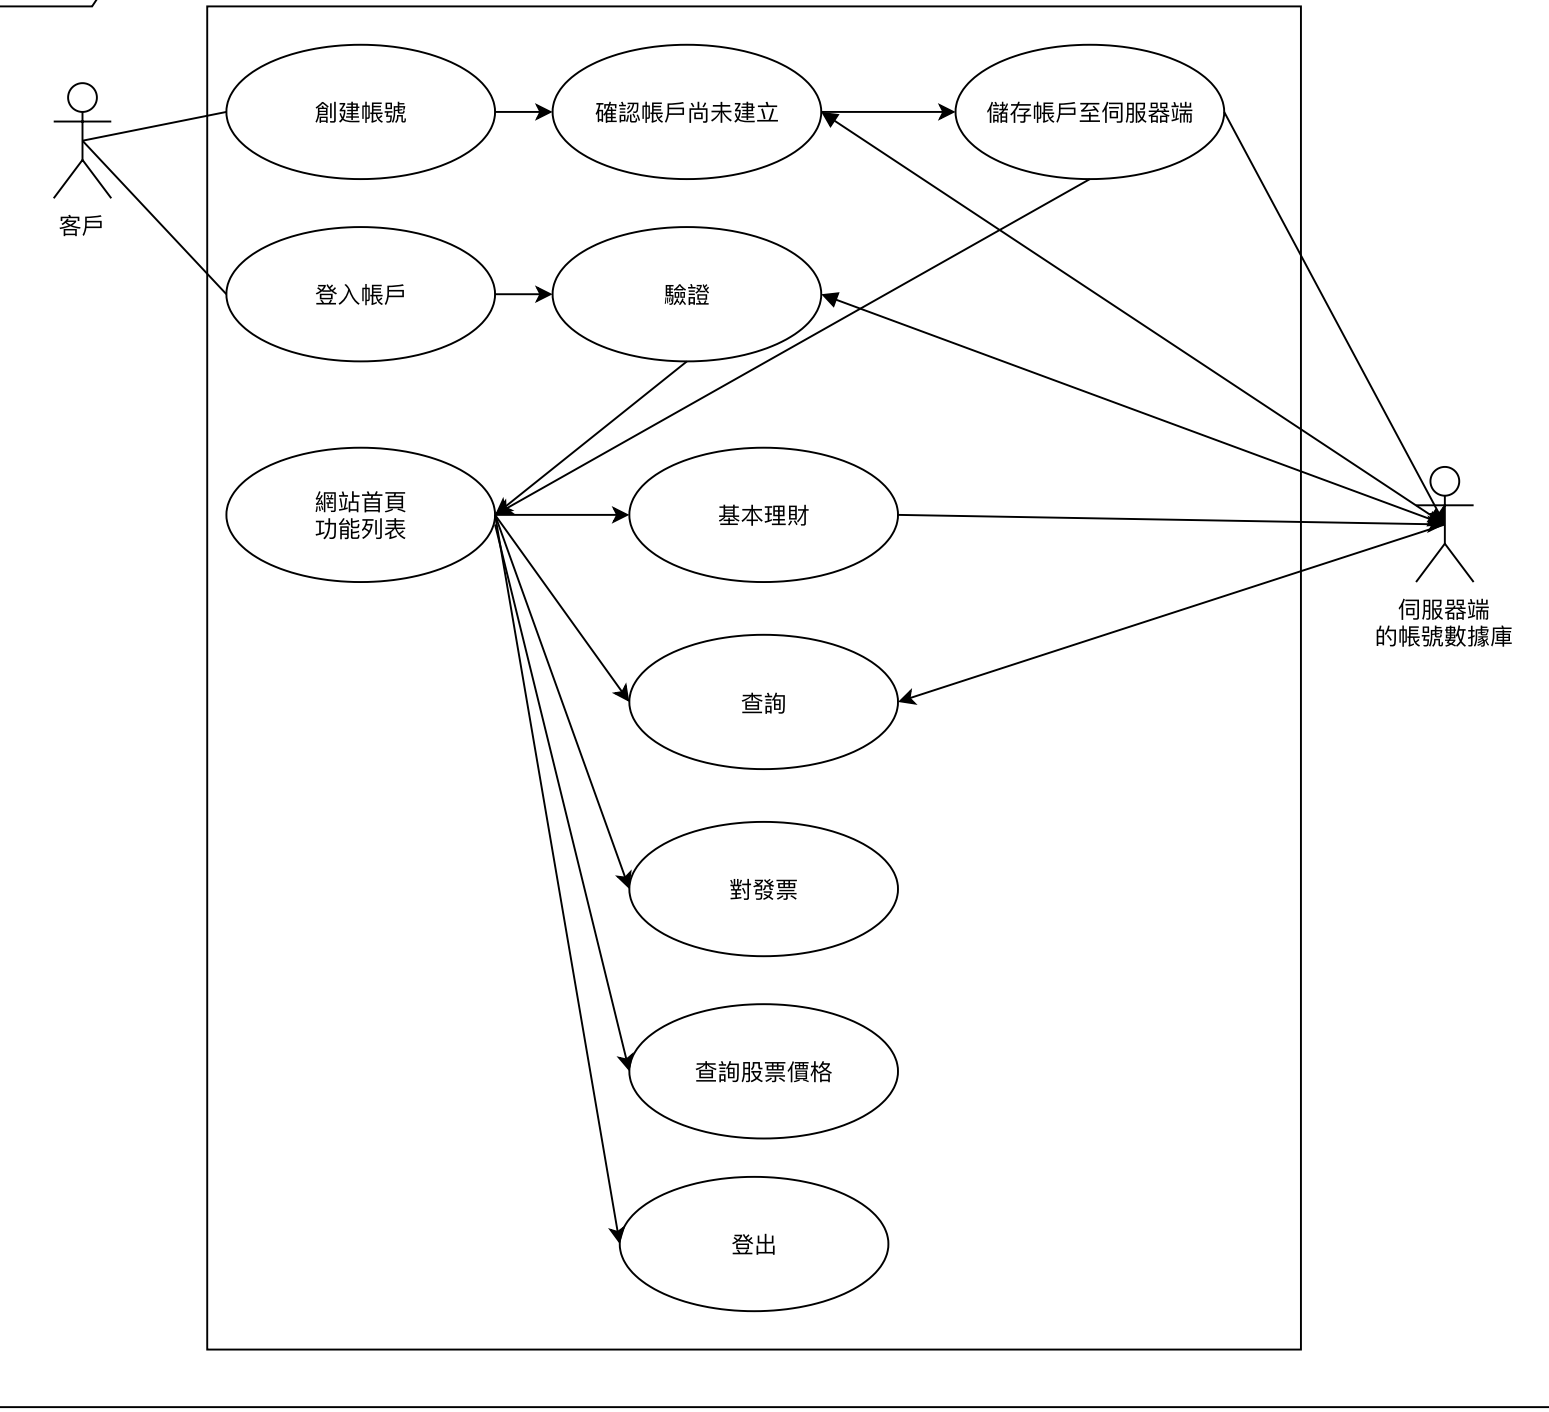 創建帳號
確認帳戶尚未建立
儲存帳戶至伺服器端
客戶
登入帳戶
驗證
網站首頁
功能列表
基本理財
伺服器端
的帳號數據庫
查詢
對發票
查詢股票價格
登出